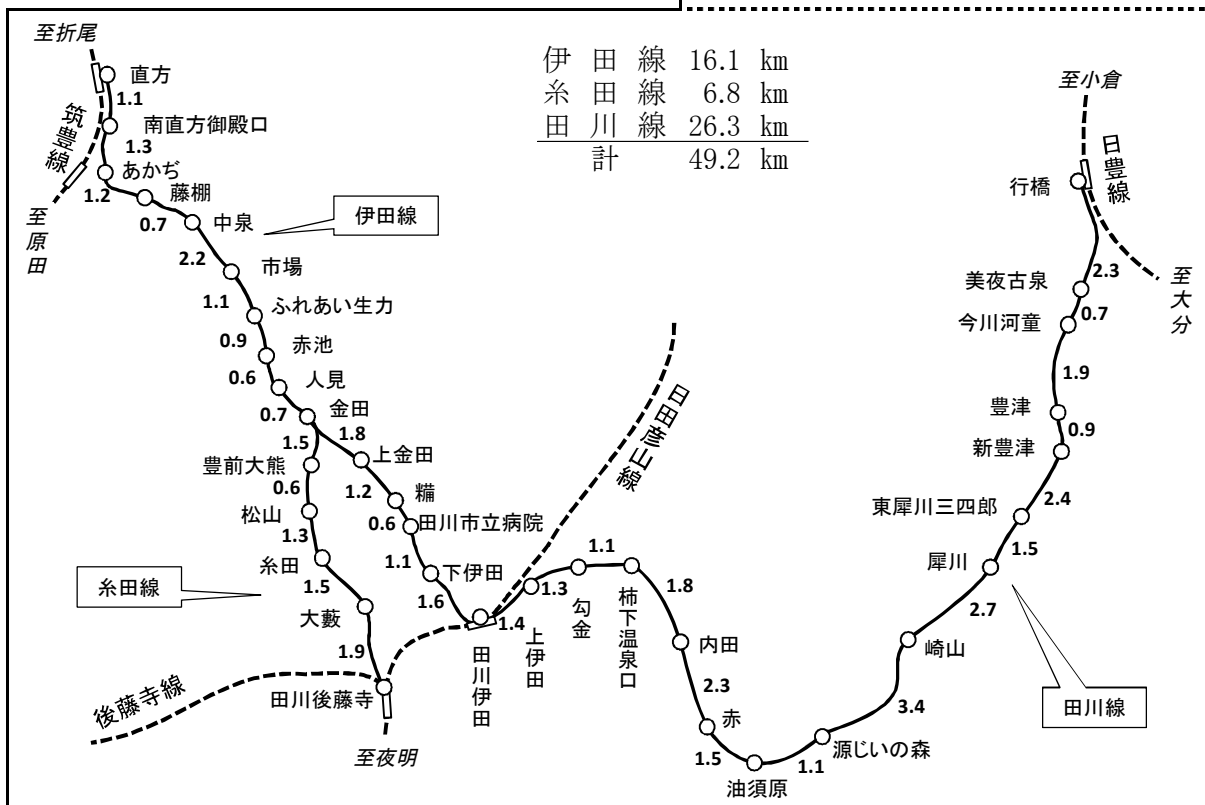 至折尾
直方
1.1
筑豊線
南直方御殿口
1.3
あかぢ
1.2
藤棚
0.7
中泉
至原田
伊田線
2.2
市場
1.1
ふれあい生力
0.9
赤池
0.6
人見
0.7
金田
1.5
1.8
豊前大熊
上金田
0.6
1.2
糒
松山
0.6
田川市立病院
1.3
糸田
1.1
下伊田
糸田線
1.5
大藪
1.6
1.9
田川後藤寺
後藤寺線
至夜明
伊田線 16.1 km
糸田線 6.8 km
田川線 26.3 km
計 49.2 km
日田彦山線
田川伊田
1.4
上伊田
1.3
勾金
1.1
柿下温泉口
1.8
内田
2.3
赤
1.5
油須原
1.1
源じいの森
3.4
崎山
2.7
田川線
犀川
1.5
東犀川三四郎
2.4
新豊津
0.9
豊津
1.9
今川河童
0.7
美夜古泉
2.3
行橋
至小倉
日豊線
至大分